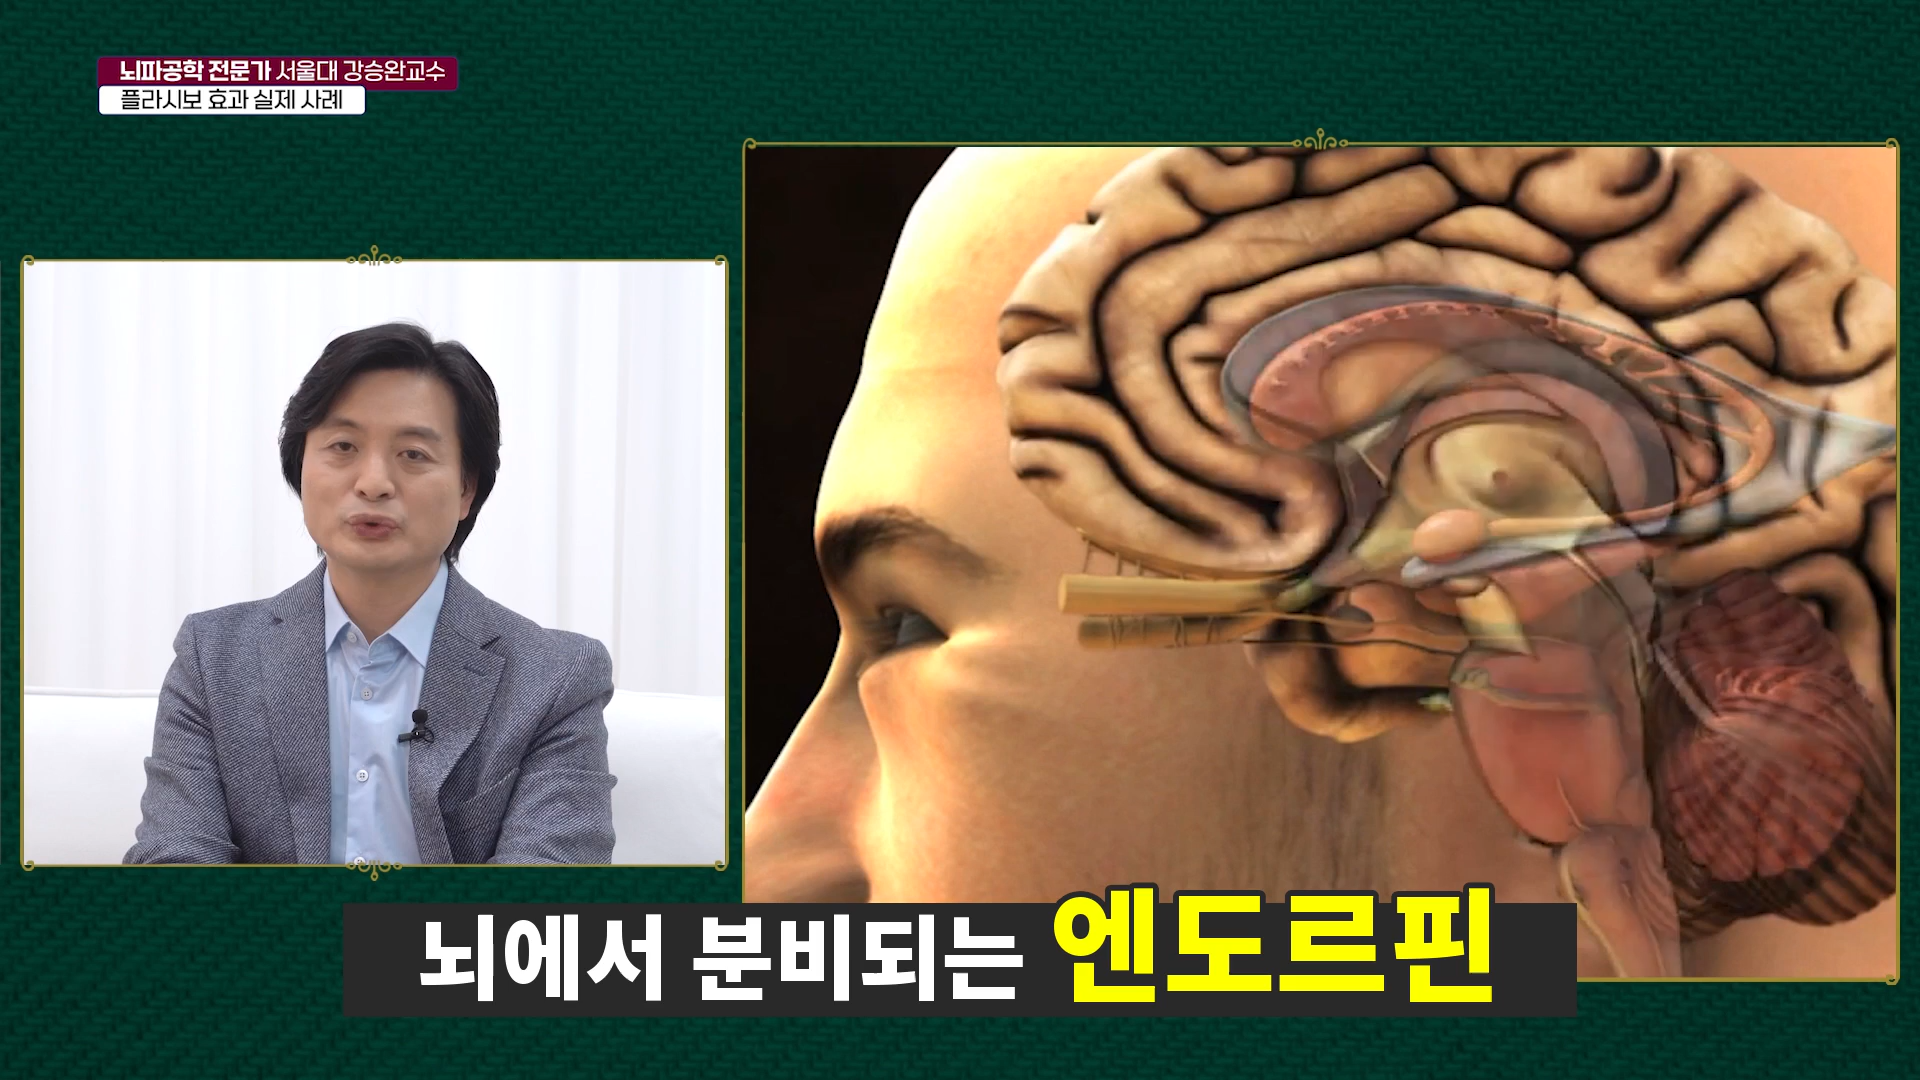 뇌파공학 전문가 서울대 강승완교수
플라시보 효과 실제 사례
뇌에서 분비되는 엔도르핀